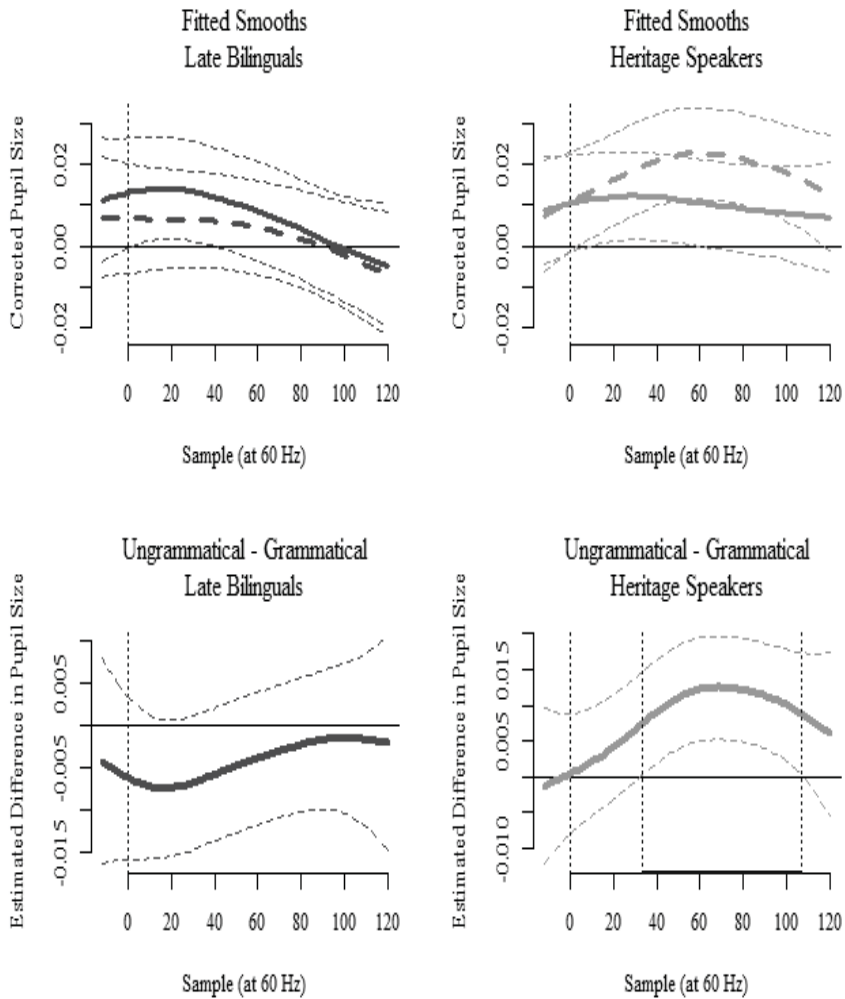 Fitted Smooths
Late Bilinguals
Corrected Pupil Size
0.02
0.00
-0.02
0 20 40 60 80 100 120
Sample (at 60 Hz)
Fitted Smooths
Heritage Speakers
Corrected Pupil Size
0.02
0.00
-0.02
0 20 40 60 80 100 120
Sample (at 60 Hz)
Ungrammatical - Grammatical
Late Bilinguals
Estimated Difference in Pupil Size
0.005
-0.005
-0.015
0 20 40 60 80 100 120
Sample (at 60 Hz)
Ungrammatical - Grammatical
Heritage Speakers
Estimated Difference in Pupil Size
0.015
0.005
-0.010
0 20 40 60 80 100 120
Sample (at 60 Hz)